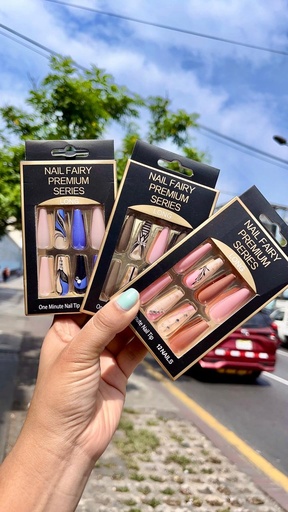 NAIL FAIRY
PREMIUM
SERIES
One Minute Nail Tip
NAIL FAIRY
PREMIUM
SERIES
NAIL FAIRY
PREMIUM
SERIES
Minute Nail Tip
12 NAILS